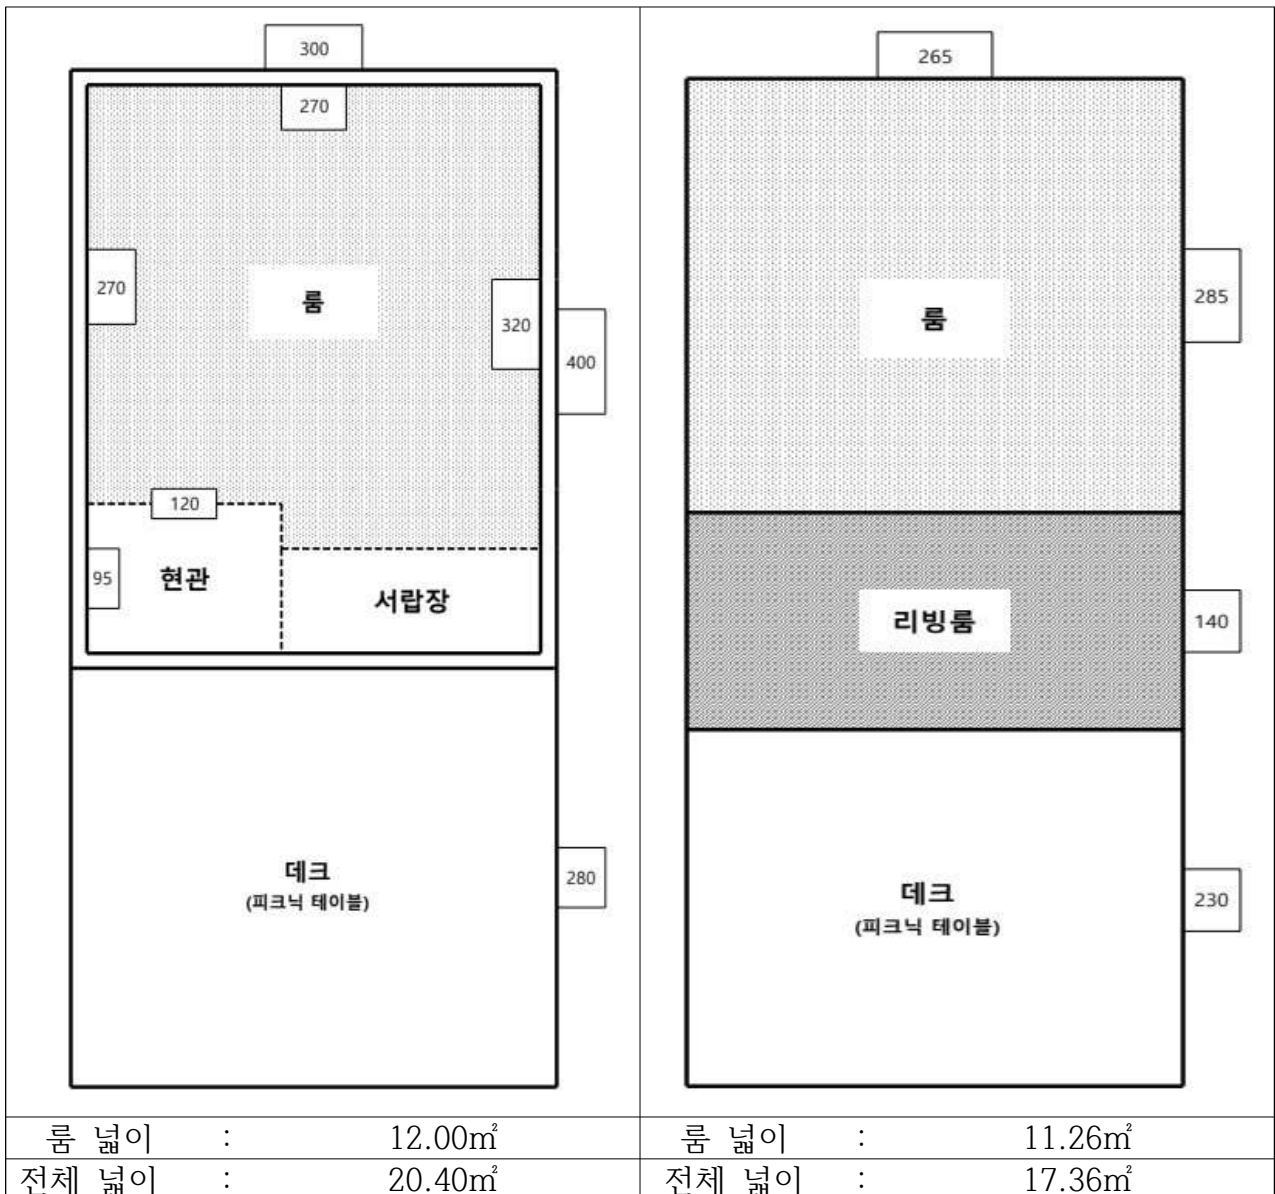 300
270
270
룸
320
400
120
95
현관
서랍장
데크
(피크닉 테이블)
280
265
룸
285
리빙룸
140
데크
(피크닉 테이블)
230
룸 넓이 : 12.00㎡
룸 넓이 : 11.26㎡
전체 넓이 : 20.40㎡
전체 넓이 : 17.36㎡